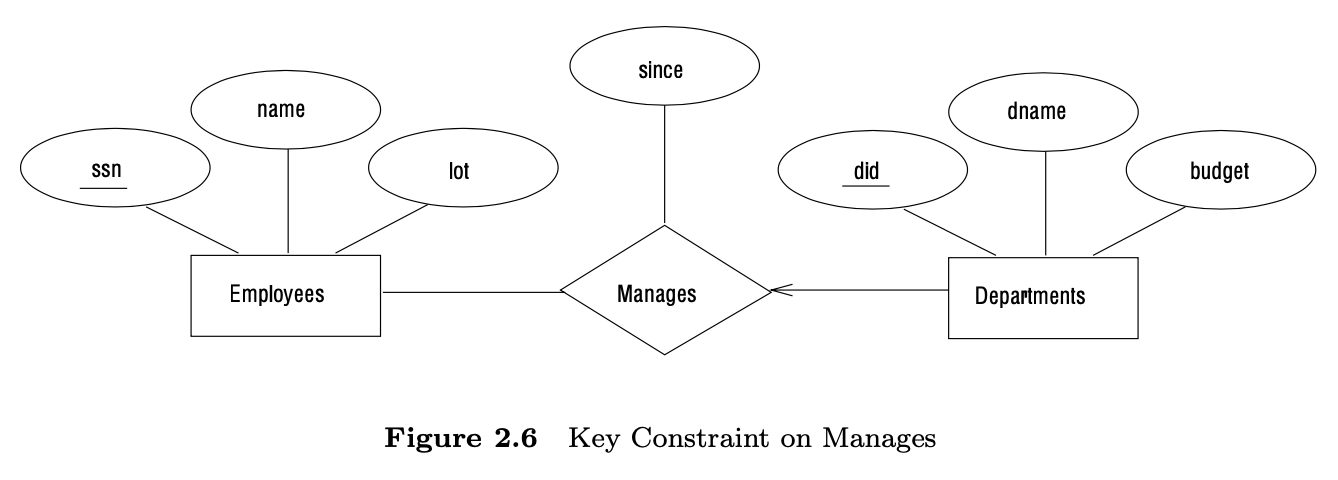 since
name
dname
ssn
lot
did
budget
Employees
Manages
Departments
Figure 2.6 Key Constraint on Manages